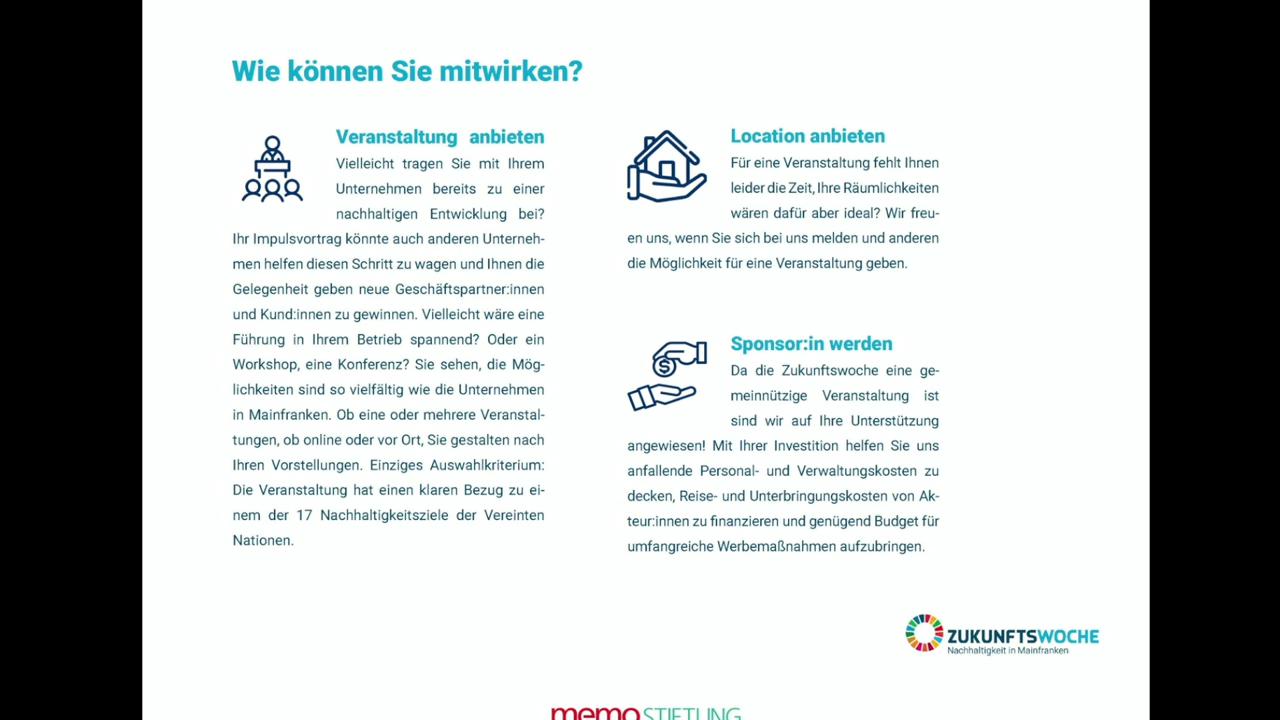 Wie können Sie mitwirken?
Veranstaltung anbieten
Vielleicht tragen Sie mit Ihrem
Unternehmen bereits zu einer
nachhaltigen Entwicklung bei?
Ihr Impulsvortrag könnte auch anderen Unterneh-
men helfen diesen Schritt zu wagen und Ihnen die
Gelegenheit geben neue Geschäftspartner:innen
und Kund:innen zu gewinnen. Vielleicht wäre eine
Führung in Ihrem Betrieb spannend? Oder ein
Workshop, eine Konferenz? Sie sehen, die Mög-
lichkeiten sind so vielfältig wie die Unternehmen
in Mainfranken. Ob eine oder mehrere Veranstal-
tungen, ob online oder vor Ort, Sie gestalten nach
Ihren Vorstellungen. Einziges Auswahlkriterium:
Die Veranstaltung hat einen klaren Bezug zu ei-
nem der 17 Nachhaltigkeitsziele der Vereinten
Nationen.
Location anbieten
Für eine Veranstaltung fehlt Ihnen
leider die Zeit, Ihre Räumlichkeiten
wären dafür aber ideal? Wir freu-
en uns, wenn Sie sich bei uns melden und anderen
die Möglichkeit für eine Veranstaltung geben.
Sponsor:in werden
Da die Zukunftswoche eine ge-
meinnützige Veranstaltung ist
sind wir auf Ihre Unterstützung
angewiesen! Mit Ihrer Investition helfen Sie uns
anfallende Personal- und Verwaltungskosten zu
decken, Reise- und Unterbringungskosten von Ak-
teur:innen zu finanzieren und genügend Budget für
umfangreiche Werbemaßnahmen aufzubringen.
ZUKUNFTSWOCHE
Nachhaltigkeit in Mainfranken
memo STIFTUNG